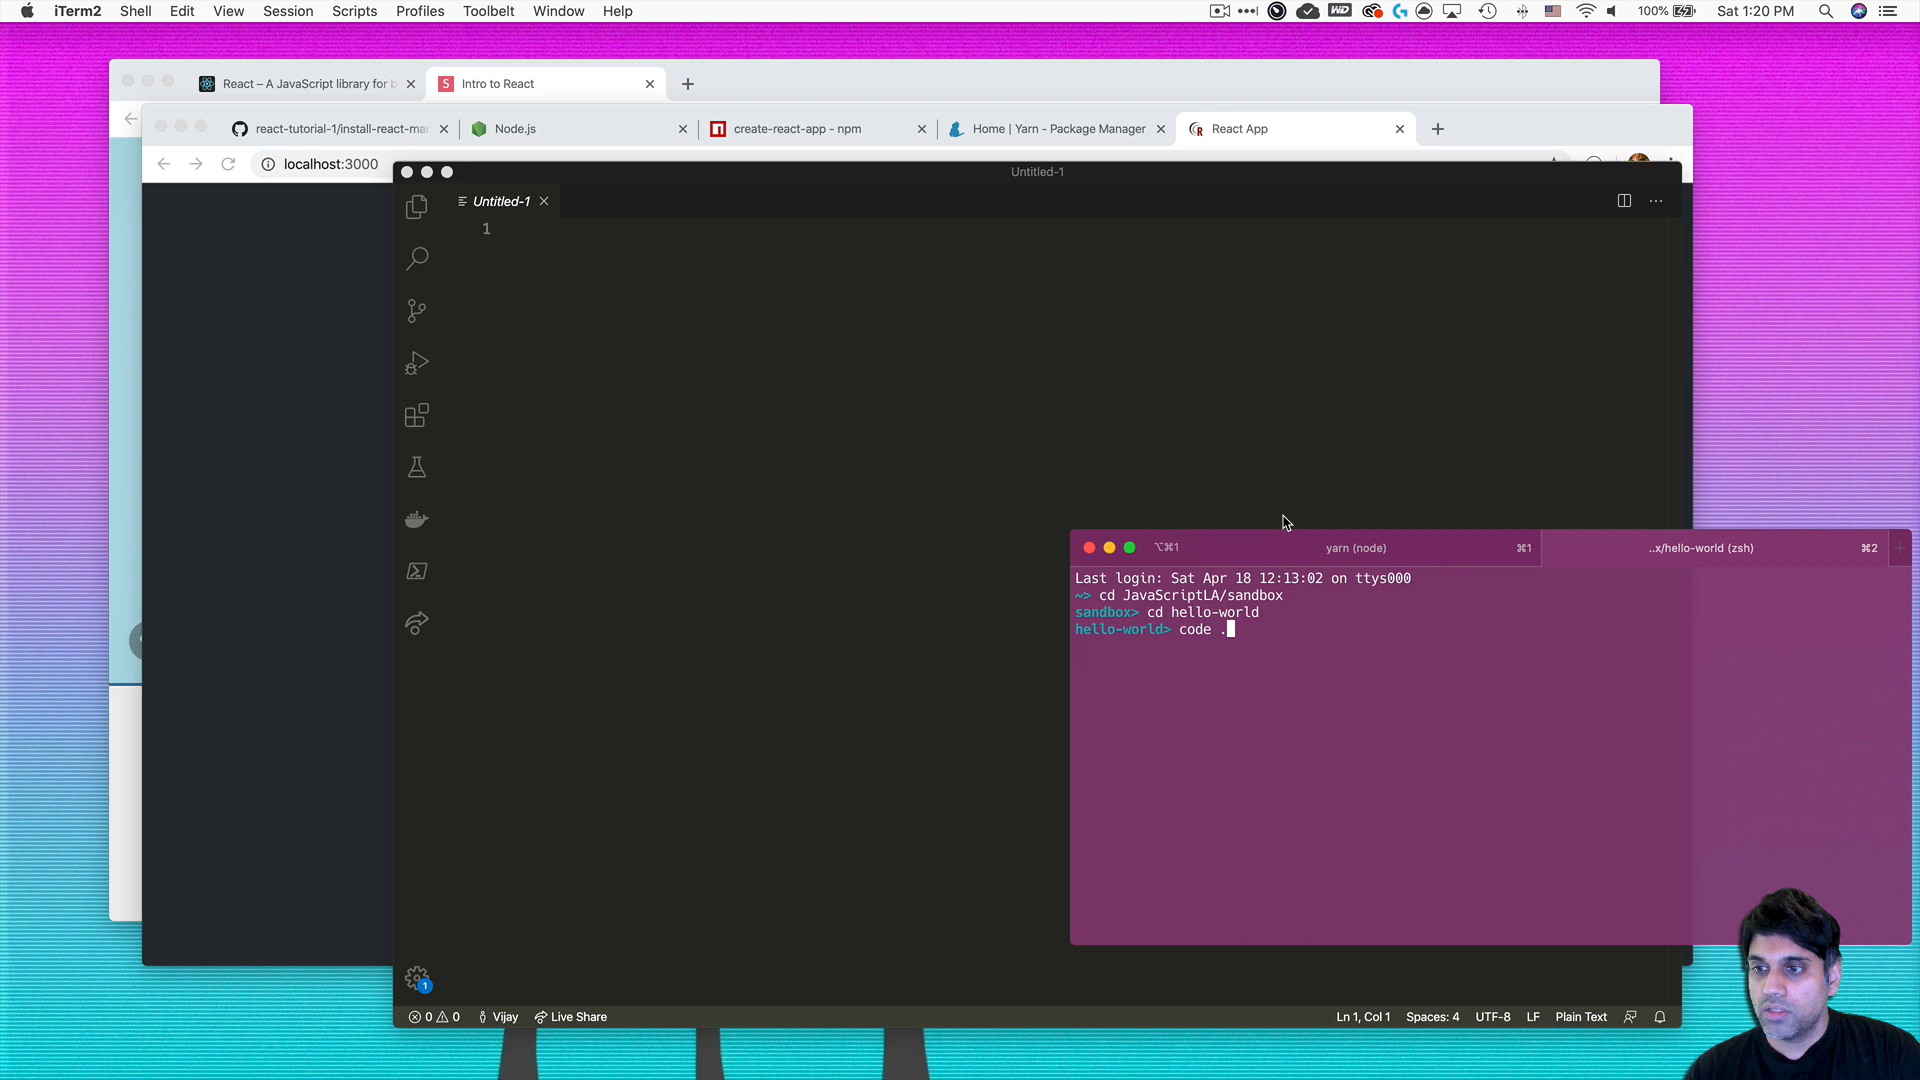 iTerm2 Shell Edit View Session Scripts Profiles Toolbelt Window Help WD 100% Sat 1:20 PM
React – A JavaScript library for b S Intro to React
react-tutorial-1/install-react-mar Node.js create-react-app - npm Home | Yarn - Package Manager React App
localhost:3000
Untitled-1
Untitled-1
1
⌥⌘1 yarn (node) ⌘1 ..x/hello-world (zsh) ⌘2
Last login: Sat Apr 18 12:13:02 on ttys000
~> cd JavaScriptLA/sandbox
sandbox> cd hello-world
hello-world> code .
1
0 0 Vijay Live Share Ln 1, Col 1 Spaces: 4 UTF-8 LF Plain Text